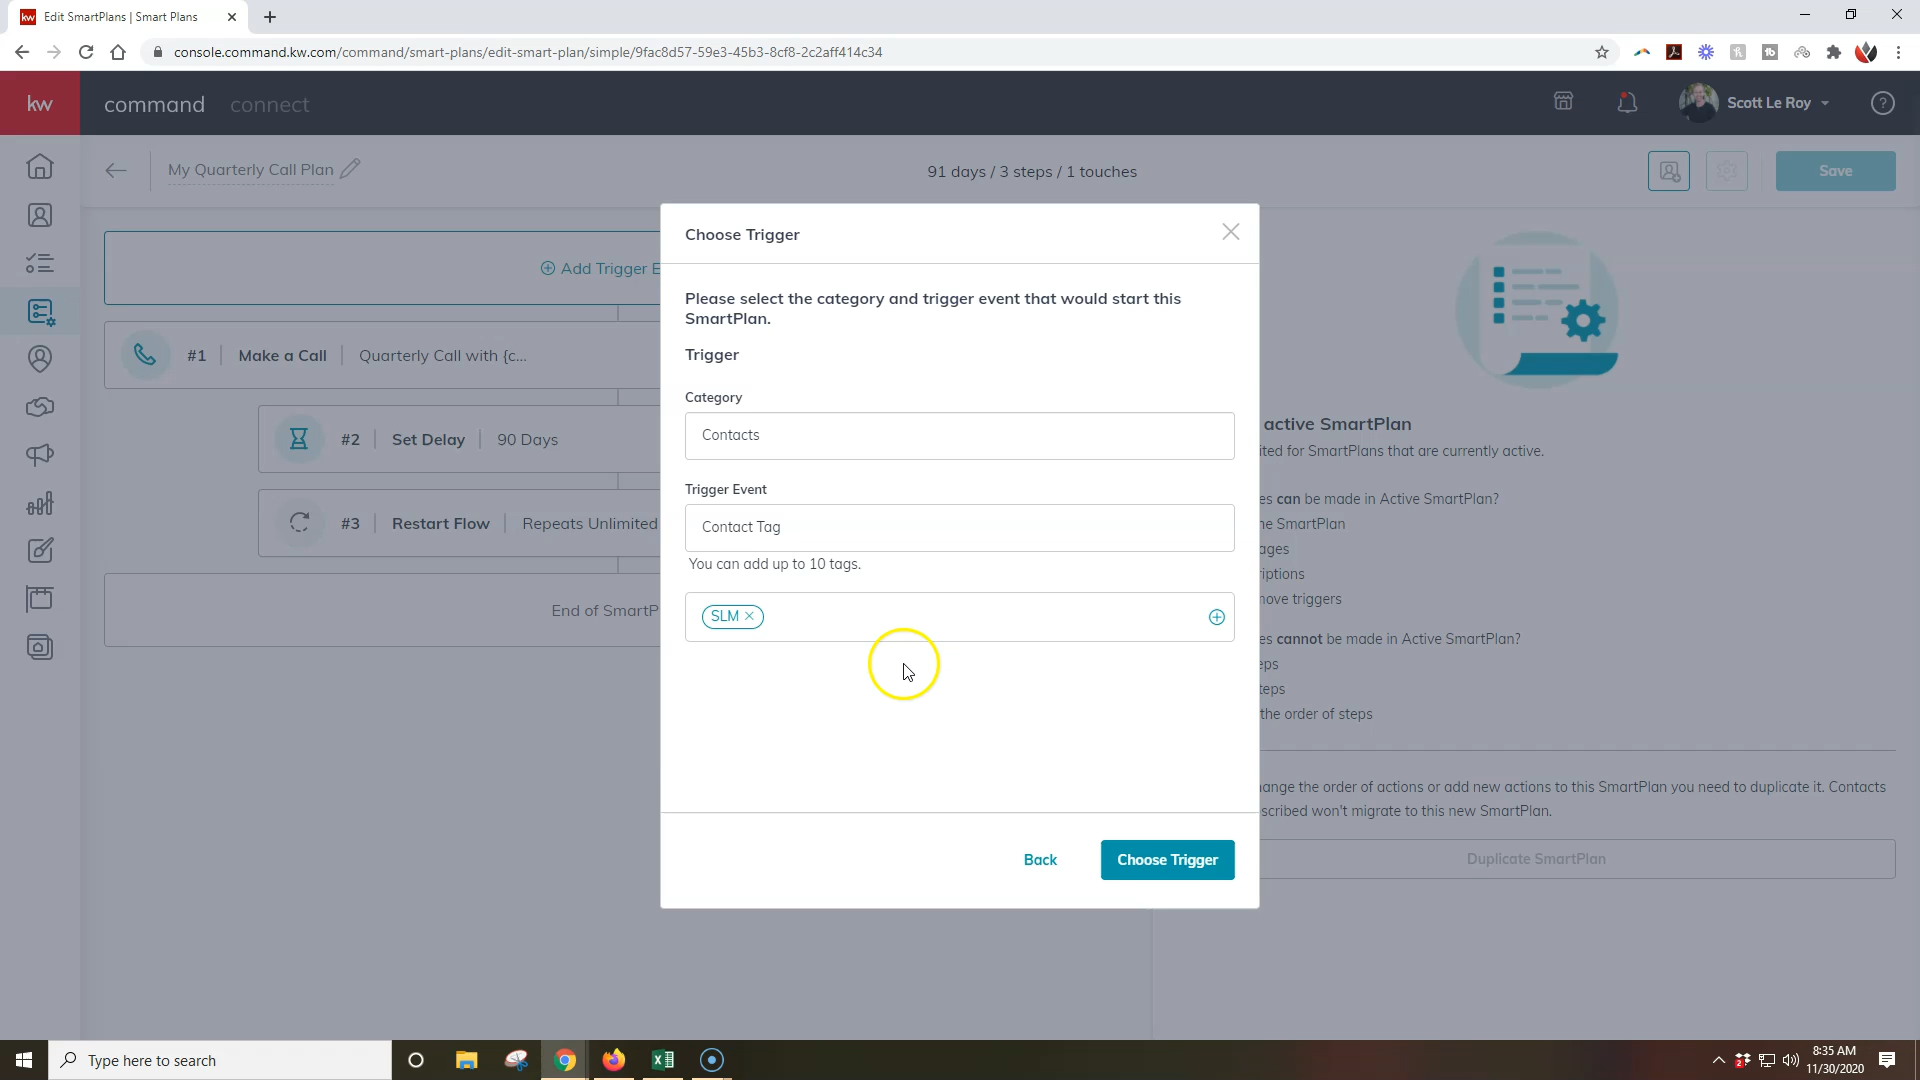 Edit SmartPlans | Smart Plans
console.command.kw.com/command/smart-plans/edit-smart-plan/simple/9fac8d57-59e3-45b3-8cf8-2c2aff414c34
kw command connect Scott Le Roy
My Quarterly Call Plan 91 days / 3 steps / 1 touches Save
Choose Trigger
Add Trigger E
Please select the category and trigger event that would start this
SmartPlan.
Trigger
#1 Make a Call Quarterly Call with {c...
Category
Contacts
active SmartPlan
#2 Set Delay 90 Days
ited for SmartPlans that are currently active.
Trigger Event
es can be made in Active SmartPlan?
Contact Tag
#3 Restart Flow Repeats Unlimited
he SmartPlan
ages
You can add up to 10 tags.
iptions
nove triggers
End of SmartP
SLM
es cannot be made in Active SmartPlan?
eps
teps
the order of steps
ange the order of actions or add new actions to this SmartPlan you need to duplicate it. Contacts
scribed won't migrate to this new SmartPlan.
Back Choose Trigger
Duplicate SmartPlan
Type here to search
8:35 AM
11/30/2020